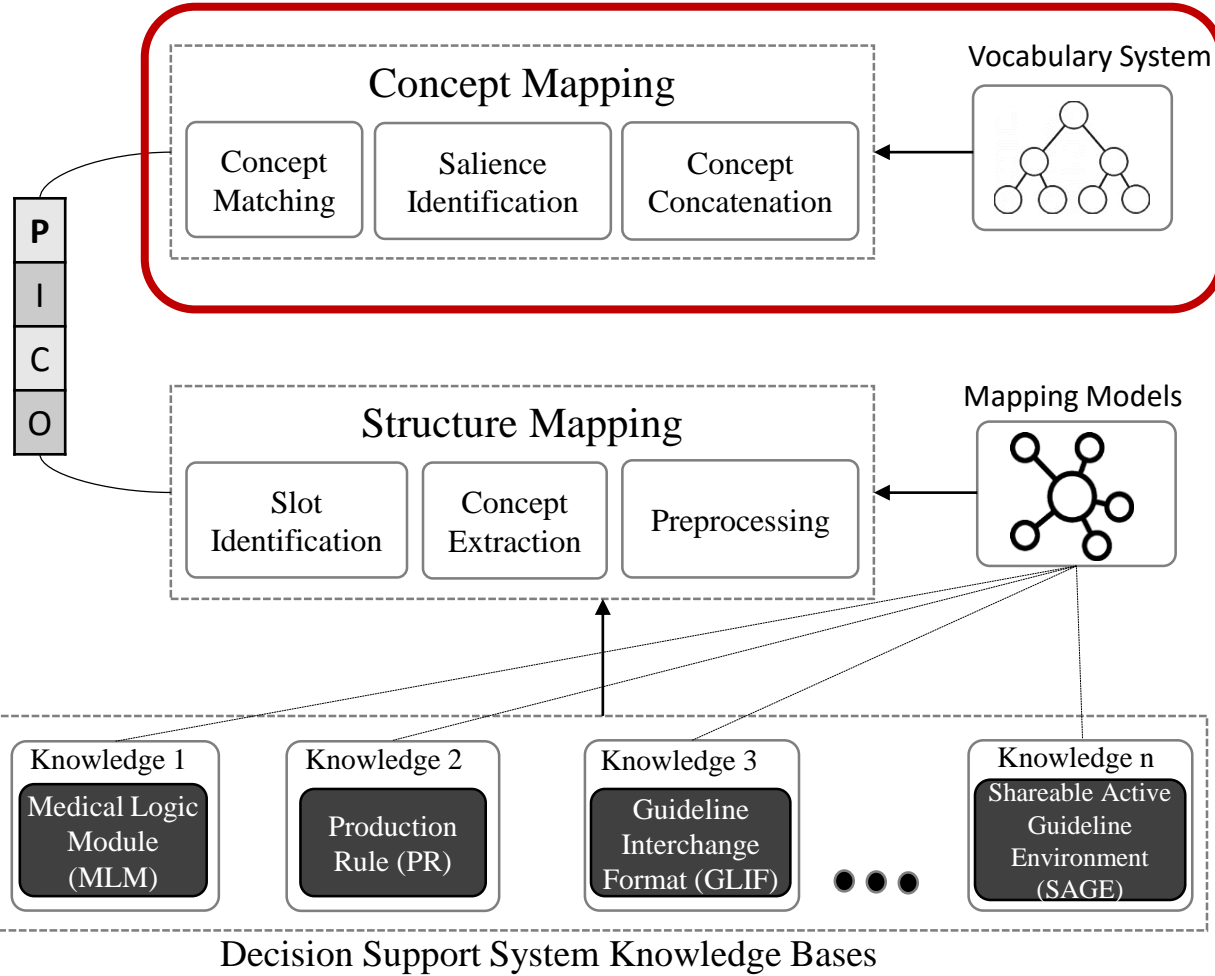 Vocabulary System
Concept Mapping
Concept
Matching
Salience
Identification
Concept
Concatenation
P
I
C
O
Mapping Models
Structure Mapping
Slot
Identification
Concept
Extraction
Preprocessing
Knowledge 1
Medical Logic
Module
(MLM)
Knowledge 2
Production
Rule (PR)
Knowledge 3
Guideline
Interchange
Format (GLIF)
Knowledge n
Shareable Active
Guideline
Environment
(SAGE)
Decision Support System Knowledge Bases